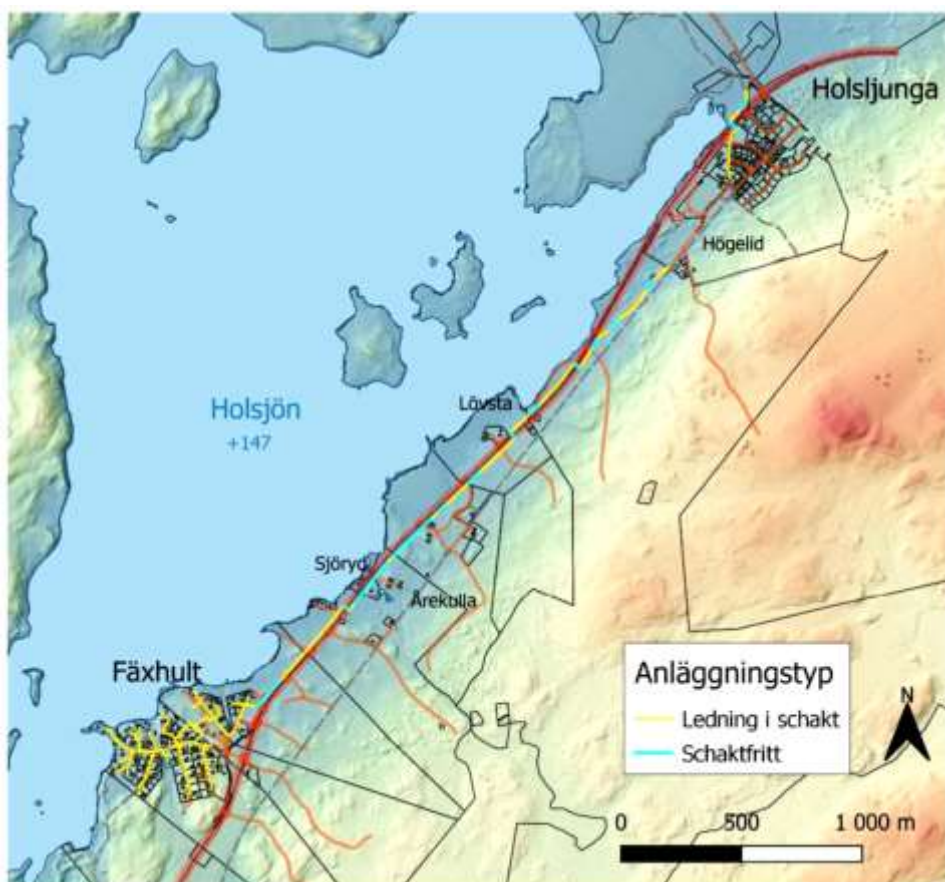 Holsljunga
Högelid
Lövsta
Holsjön
+147
Sjöryd
Årekulla
Fäxhult
Anläggningstyp
Ledning i schakt
Schaktfritt
N
0 500 1 000 m